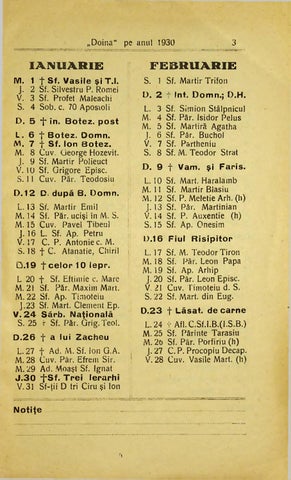 „Doina" pe anul 1930 3
IANUARIE
M. 1 † Sf. Vasile și T.I.
J. 2 Sf. Silvestru P. Romei
V. 3 Sf. Profet Maleachi
S. 4 Sob. c. 70 Aposoli
D. 5 † in. Botez. post
L. 6 † Botez. Domn.
M. 7 † Sf. Ion Botez.
M. 8 Cuv. George Hozevit.
J. 9 Sf. Martir Polieuct
V. 10 Sf. Grigore Episc.
S. 11 Cuv. Păr. Teodosiu
D. 12 D. după B. Domn.
L. 13 Sf. Martir Emil
M. 14 Sf. Păr. uciși în M. S.
M. 15 Cuv. Pavel Tibeul
J. 16 L. Sf. Ap. Petru
V. 17 C. P. Antonie c. M.
S. 18 † C. Atanatie, Chiril
D. 19 † celor 10 lepr.
L. 20 † Sf. Eftimie c. Mare
M. 21 Sf. Păr. Maxim Mart.
M. 22 Sf. Ap. Timoteiu
J. 23 Sf. Mart. Clement Ep.
V. 24 Sărb. Națională
S. 25 † Sf. Păr. Grig. Teol.
D. 26 † a lui Zacheu
L. 27 † Ad. M. Sf. Ion G.A.
M. 28 Cuv. Păr. Efrem Sir.
M. 29 Ad. Moașt Sf. Ignat
J. 30 † Sf. Trei Ierarhi
V. 31 Sf-ții D tri Ciru și Ion
FEBRUARIE
S. 1 Sf. Martir Trifon
D. 2 † Int. Domn.; D.H.
L. 3 Sf. Simion Stâlpnicul
M. 4 Sf. Păr. Isidor Pelus
M. 5 Sf. Martiră Agatha
J. 6 Sf. Păr. Buchol
V. 7 Sf. Partheniu
S. 8 Sf. M. Teodor Strat
D. 9 † Vam. și Faris.
L. 10 Sf. Mart. Haralamb
M. 11 Sf. Martir Blasiu
M. 12 Sf. P. Meletie Arh. (h)
J. 13 Sf. Păr. Martinian
V. 14 Sf. P. Auxentie (h)
S. 15 Sf. Ap. Onesim
D. 16 Fiul Risipitor
L. 17 Sf. M. Teodor Tiron
M. 18 Sf. Păr. Leon Papa
M. 19 Sf. Ap. Arhip
J. 20 Sf. Păr. Leon Episc.
V. 21 Cuv. Timoteiu d. S.
S. 22 Sf. Mart. din Eug.
D. 23 † Lăsat. de carne
L. 24 † Afl. C.Sf.I.B.(I.S.B.)
M. 25 Sf. Părinte Tarasiu
M. 26 Sf. Păr. Porfiriu (h)
J. 27 C. P. Procopiu Decap.
V. 28 Cuv. Vasile Mart. (h)
Notițe